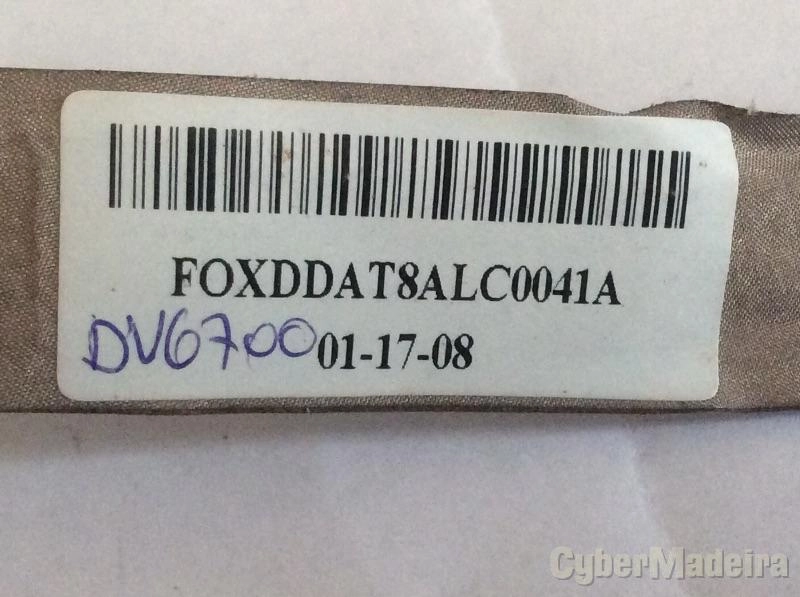 FOXDDAT8ALC0041A
DV6700 01-17-08
CyberMadeira